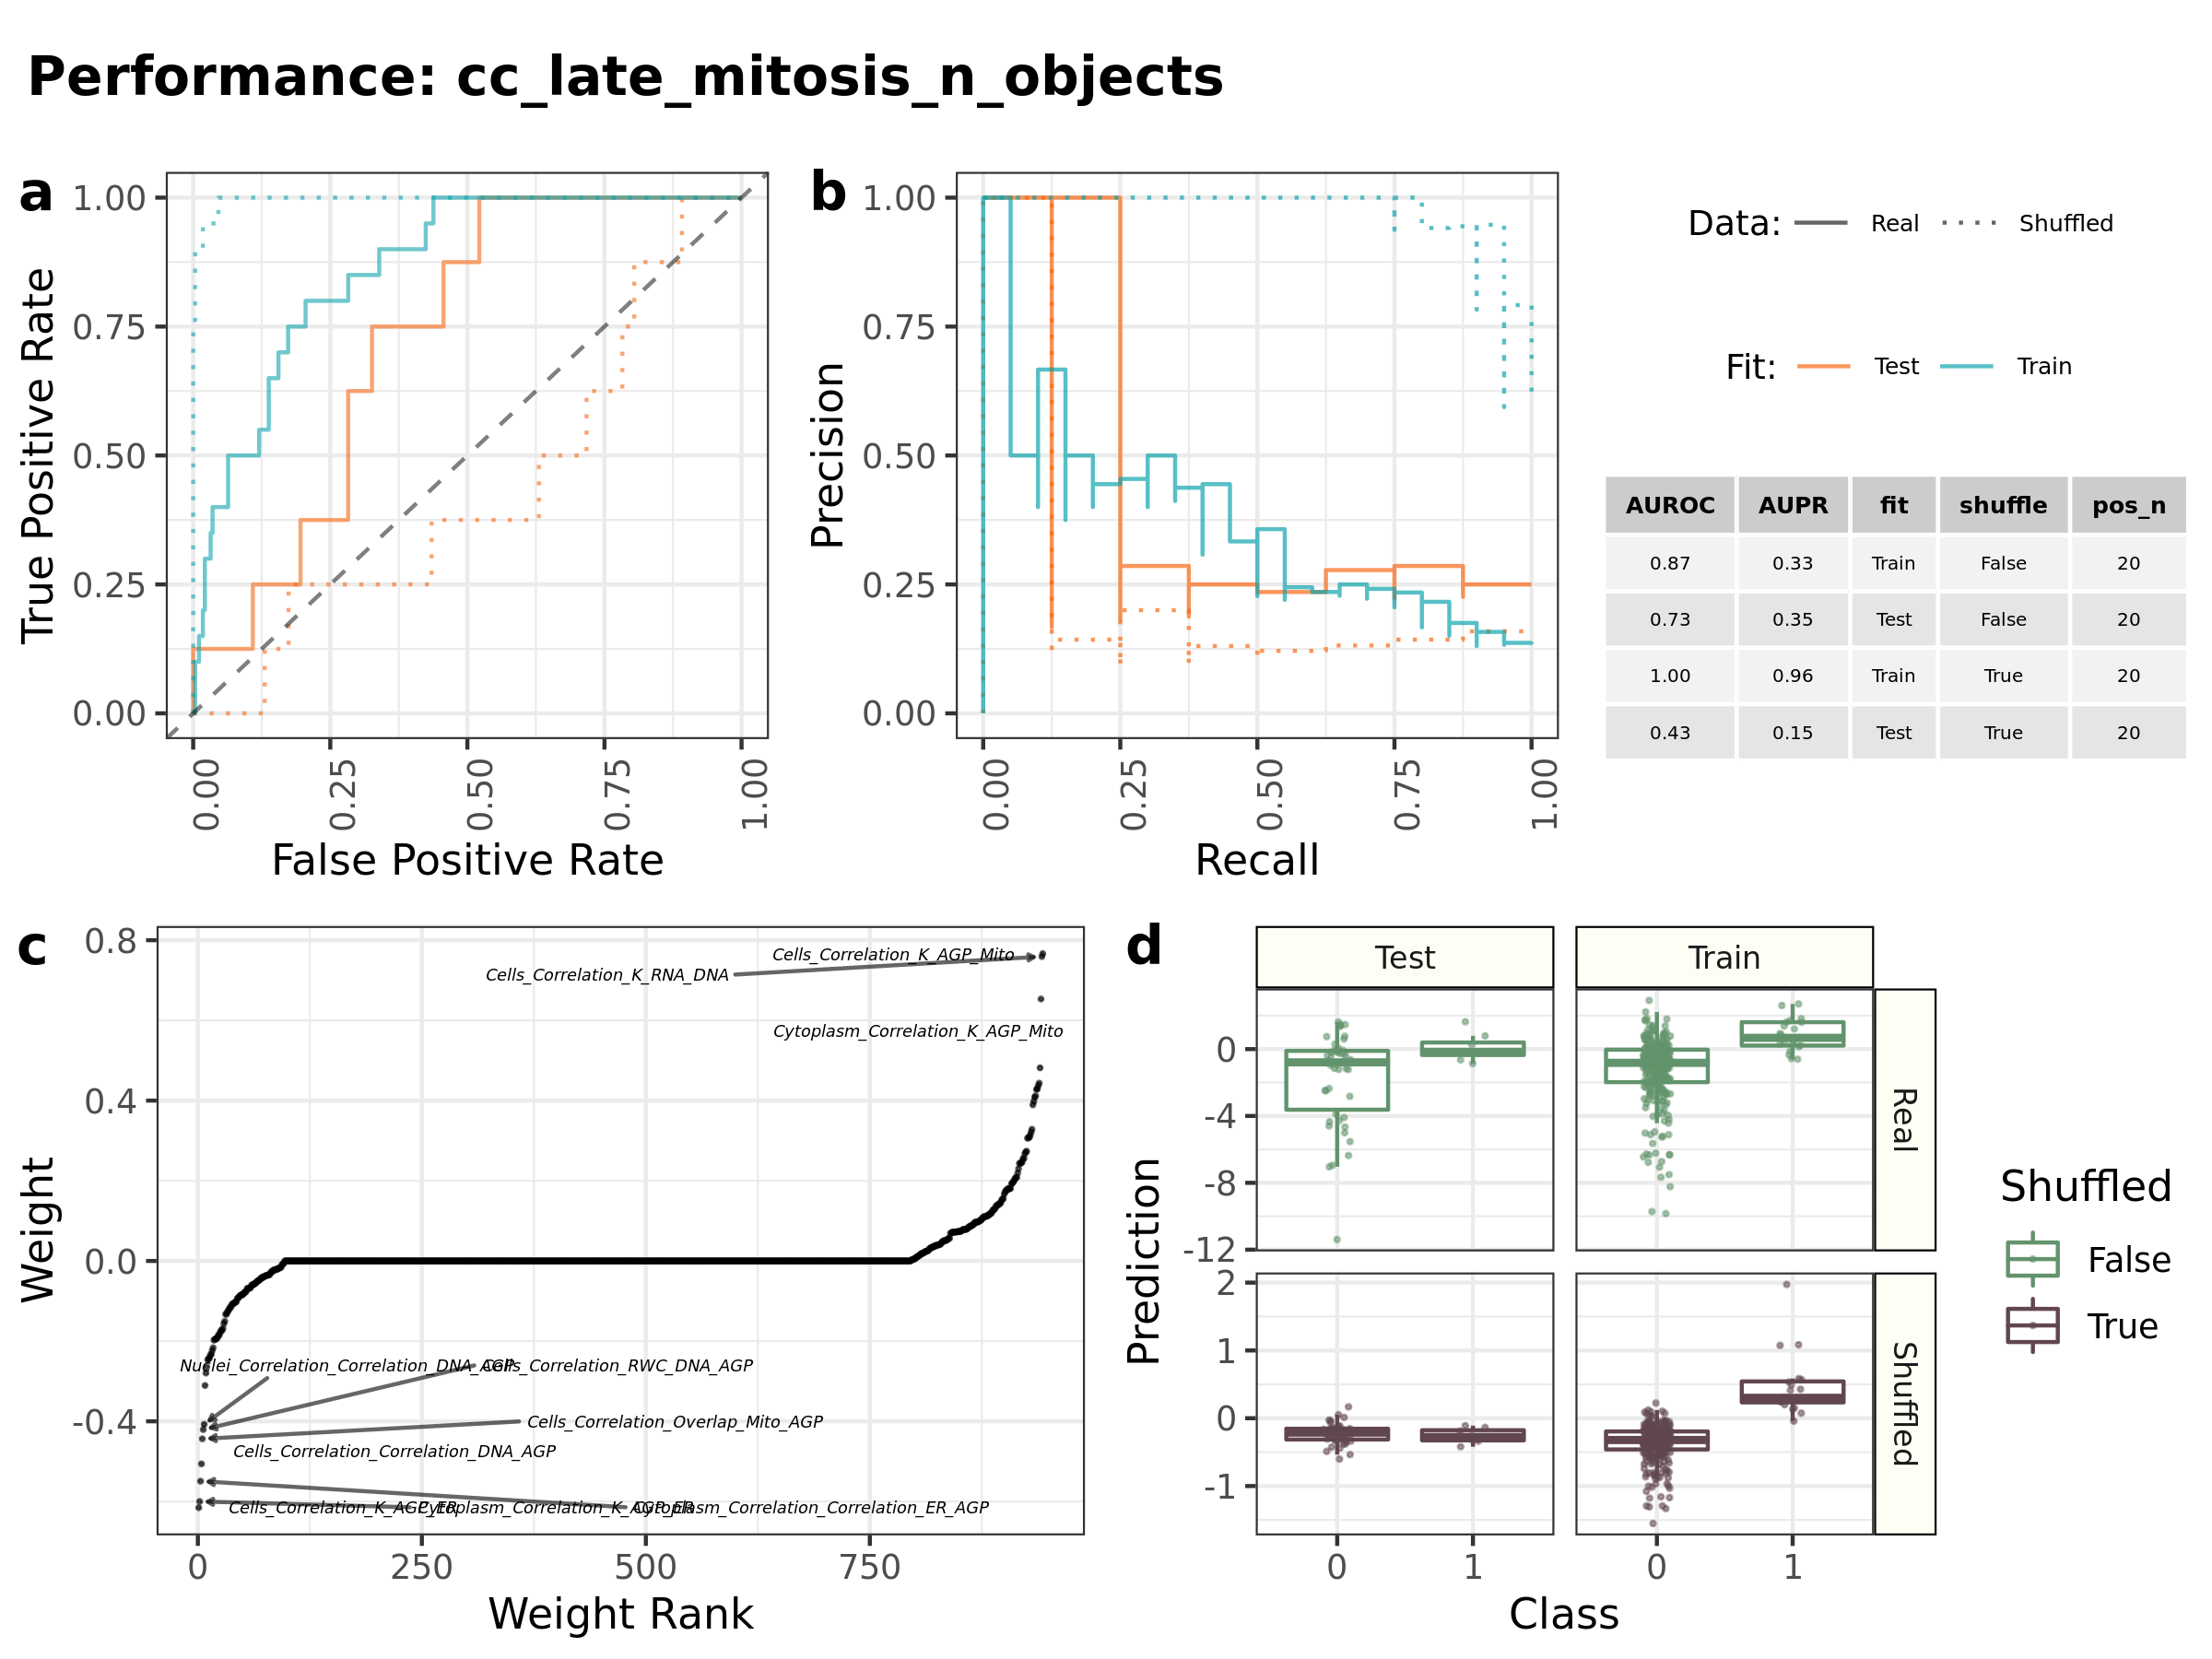 Performance: cc_late_mitosis_n_objects
a
1.00
0.75
0.50
0.25
0.00
True Positive Rate
0.00
0.25
0.50
0.75
1.00
False Positive Rate
b
1.00
0.75
0.50
0.25
0.00
Precision
0.00
0.25
0.50
0.75
1.00
Recall
Data: Real Shuffled
Fit: Test Train
AUROC AUPR fit shuffle pos_n
0.87 0.33 Train False 20
0.73 0.35 Test False 20
1.00 0.96 Train True 20
0.43 0.15 Test True 20
c
0.8
0.4
0.0
-0.4
Weight
Cells_Correlation_K_AGP_Mito
Cells_Correlation_K_RNA_DNA
Cytoplasm_Correlation_K_AGP_Mito
Nuclei_Correlation_Correlation_DNA_AGP
Cells_Correlation_RWC_DNA_AGP
Cells_Correlation_Overlap_Mito_AGP
Cells_Correlation_Correlation_DNA_AGP
Cells_Correlation_K_AGP_ER
Cytoplasm_Correlation_K_AGP_ER
Cytoplasm_Correlation_Correlation_ER_AGP
0 250 500 750
Weight Rank
d
Test Train
0
-4
-8
-12
Real
2
1
0
-1
Shuffled
Prediction
0 1 0 1
Class
Shuffled
False
True